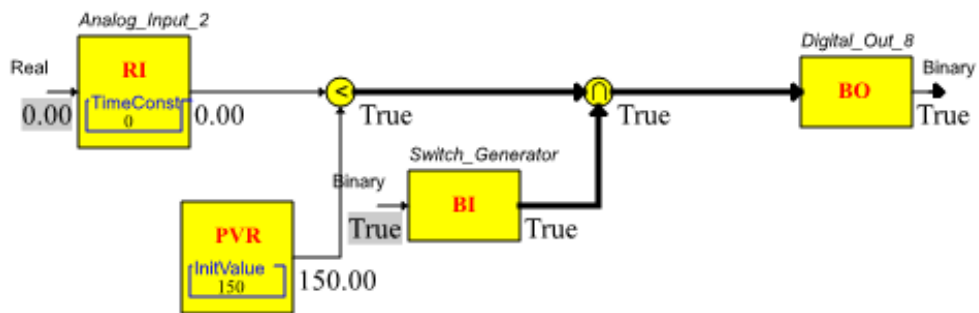 Analog_Input_2
Real
RI
TimeConst
0
0.00
0.00
<
True
∩
True
Digital_Out_8
Binary
BO
True
Switch_Generator
Binary
BI
True
True
PVR
InitValue
150
150.00